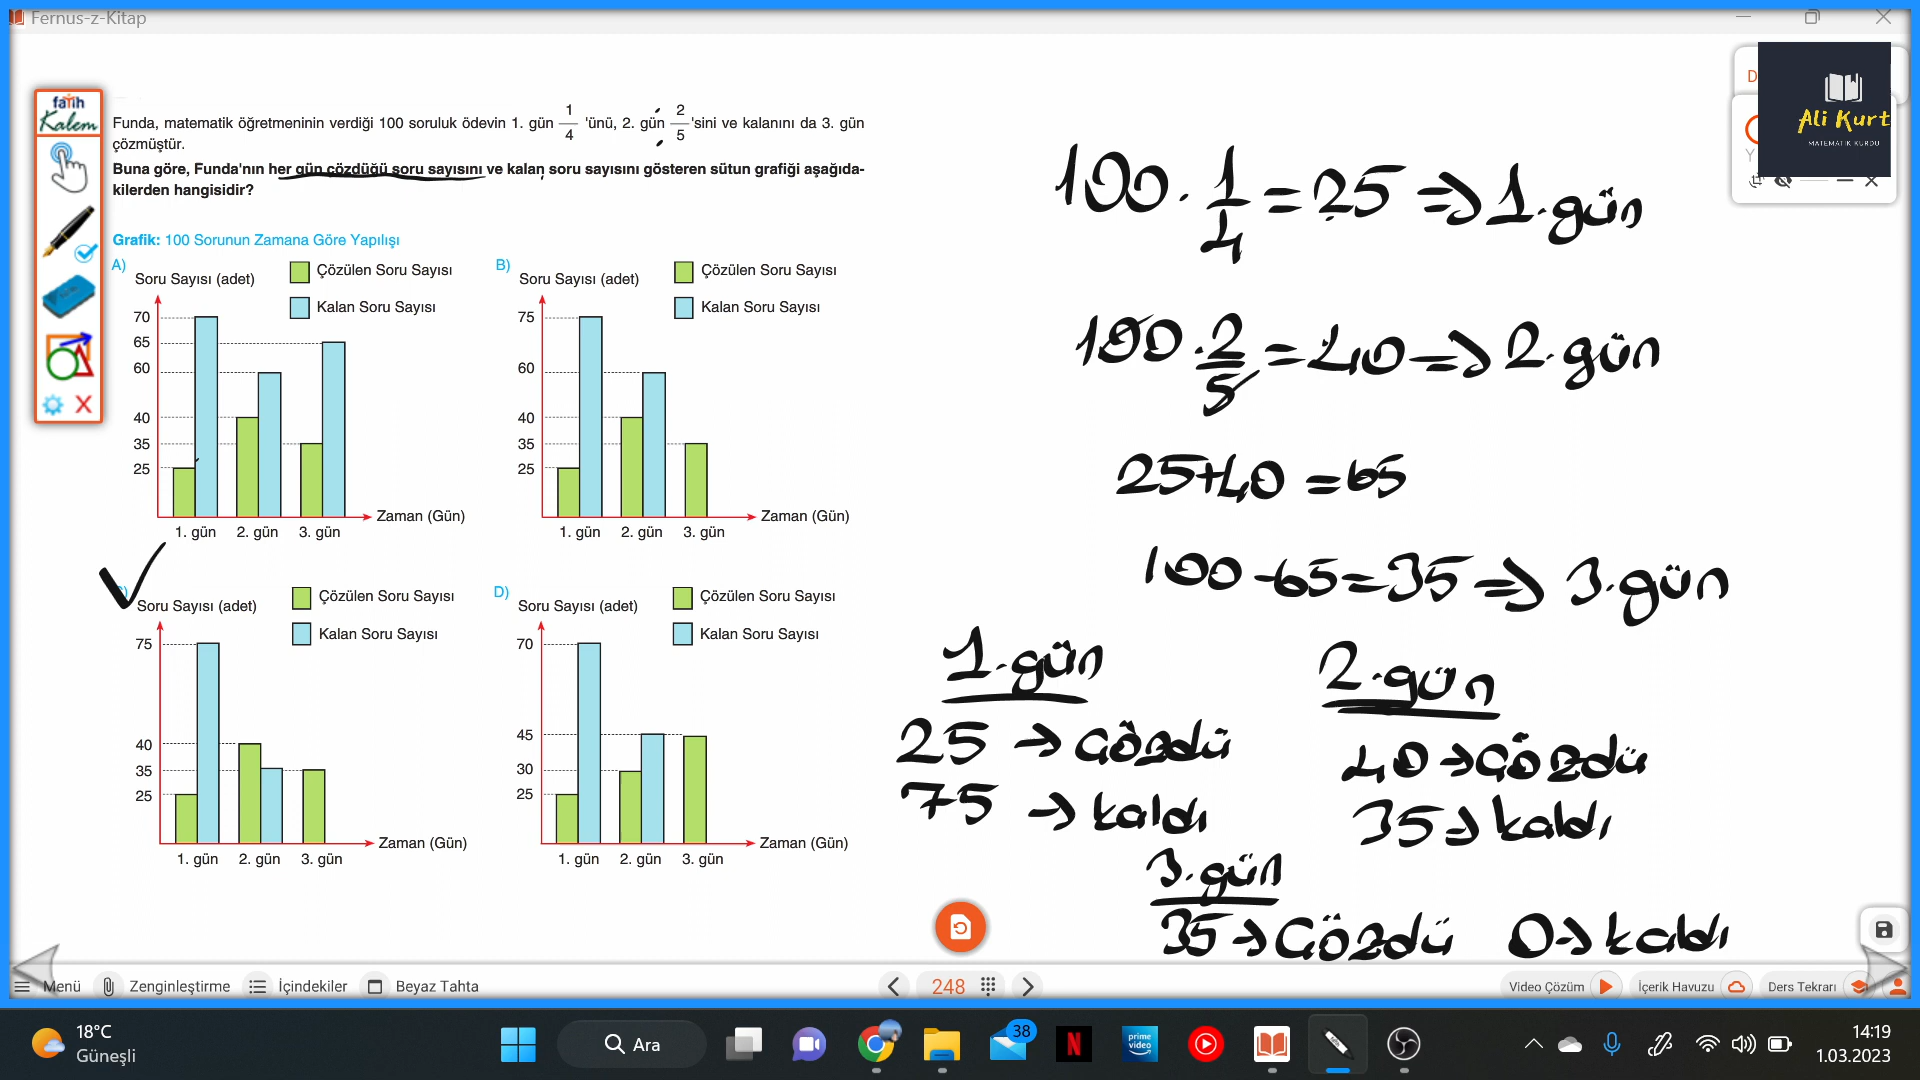 Fernus-z-Kitap
fatih
Kalem
Funda, matematik öğretmeninin verdiği 100 soruluk ödevin 1. gün 1/4 'ünü, 2. gün 2/5 'sini ve kalanını da 3. gün
çözmüştür.
Buna göre, Funda'nın her gün çözdüğü soru sayısını ve kalan soru sayısını gösteren sütun grafiği aşağıda-
kilerden hangisidir?
Grafik: 100 Sorunun Zamana Göre Yapılışı
A)
Soru Sayısı (adet)
Çözülen Soru Sayısı
Kalan Soru Sayısı
70
65
60
40
35
25
1. gün 2. gün 3. gün
Zaman (Gün)
B)
Soru Sayısı (adet)
Çözülen Soru Sayısı
Kalan Soru Sayısı
75
60
40
35
25
1. gün 2. gün 3. gün
Zaman (Gün)
Soru Sayısı (adet)
Çözülen Soru Sayısı
Kalan Soru Sayısı
75
40
35
25
1. gün 2. gün 3. gün
Zaman (Gün)
D)
Soru Sayısı (adet)
Çözülen Soru Sayısı
Kalan Soru Sayısı
70
45
30
25
1. gün 2. gün 3. gün
Zaman (Gün)
Ali Kurt
MATEMATIK KURDU
100 . 1/4 = 25 => 1. gün
100 . 2/5 = 40 => 2. gün
25+40 = 65
100 - 65 = 35 => 3. gün
1. gün
25 → Çözdü
75 → kaldı
2. gün
40 → Çözdü
35 → kaldı
3. gün
35 → Çözdü 0 → kaldı
Menü Zenginleştirme İçindekiler Beyaz Tahta
248
Video Çözüm İçerik Havuzu Ders Tekrarı
18°C
Güneşli
Ara
38
N
prime
video
14:19
1.03.2023